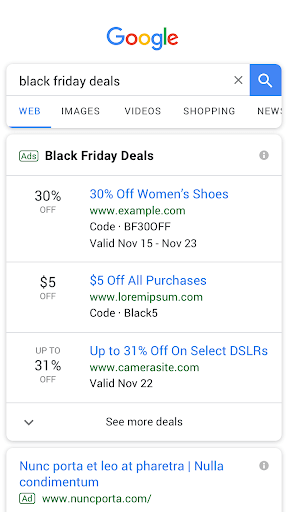 Google
black friday deals
WEB IMAGES VIDEOS SHOPPING NEWS
Ads Black Friday Deals
30% OFF
30% Off Women's Shoes
www.example.com
Code · BF30OFF
Valid Nov 15 - Nov 23
$5 OFF
$5 Off All Purchases
www.loremipsum.com
Code · Black5
UP TO 31% OFF
Up to 31% Off On Select DSLRs
www.camerasite.com
Valid Nov 22
See more deals
Nunc porta et leo at pharetra | Nulla
condimentum
Ad www.nuncporta.com/